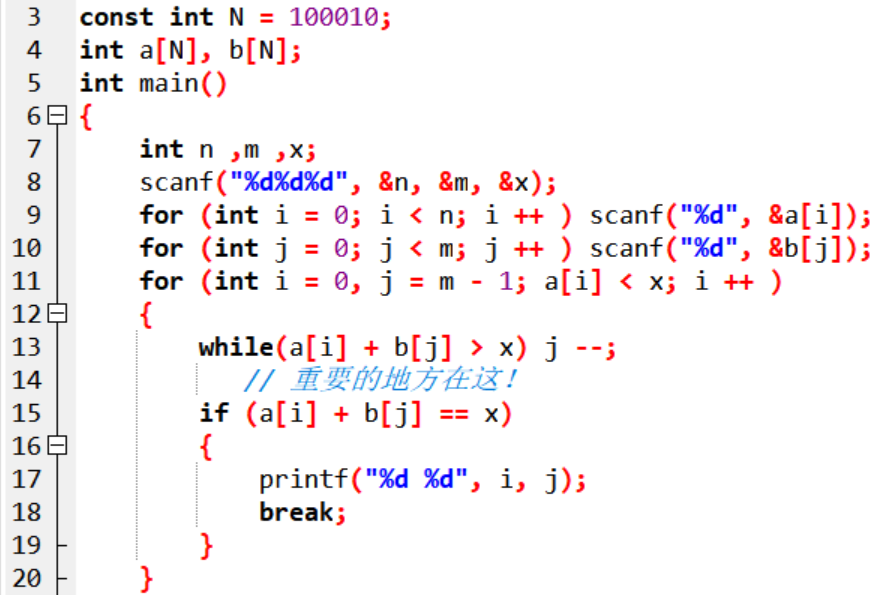 3 const int N = 100010;
4 int a[N], b[N];
5 int main()
6 {
7 int n ,m ,x;
8 scanf("%d%d%d", &n, &m, &x);
9 for (int i = 0; i < n; i ++ ) scanf("%d", &a[i]);
10 for (int j = 0; j < m; j ++ ) scanf("%d", &b[j]);
11 for (int i = 0, j = m - 1; a[i] < x; i ++ )
12 {
13 while(a[i] + b[j] > x) j --;
14 // 重要的地方在这!
15 if (a[i] + b[j] == x)
16 {
17 printf("%d %d", i, j);
18 break;
19 }
20 }